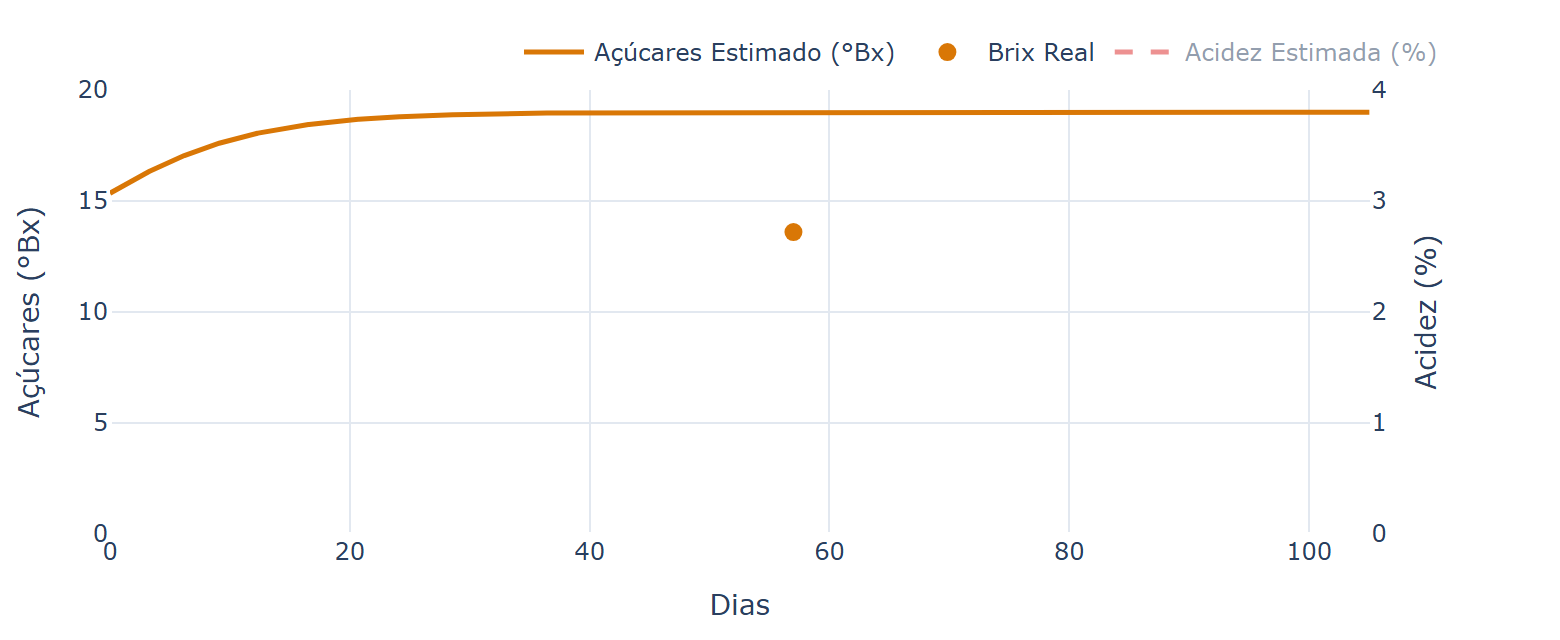 Açúcares Estimado (°Bx) Brix Real Acidez Estimada (%)
20 4
15 3
10 2
5 1
0 0
Açúcares (°Bx)
Acidez (%)
0 20 40 60 80 100
Dias